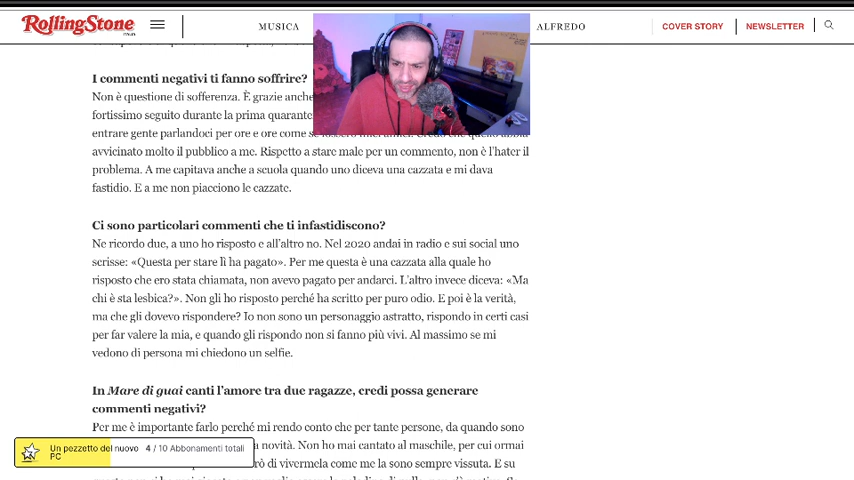 RollingStone
MUSICA
ALFREDO
COVER STORY
NEWSLETTER
I commenti negativi ti fanno soffrire?
Non è questione di sofferenza. È grazie anche
fortissimo seguito durante la prima quarante
entrare gente parlandoci per ore e ore come
avvicinato molto il pubblico a me. Rispetto a stare male per un commento, non è l'hater il
problema. A me capitava anche a scuola quando uno diceva una cazzata e mi dava
fastidio. E a me non piacciono le cazzate.
Ci sono particolari commenti che ti infastidiscono?
Ne ricordo due, a uno ho risposto e all'altro no. Nel 2020 andai in radio e sui social uno
scrisse: «Questa per stare lì ha pagato». Per me questa è una cazzata alla quale ho
risposto che ero stata chiamata, non avevo pagato per andarci. L'altro invece diceva: «Ma
chi è sta lesbica?». Non gli ho risposto perché ha scritto per puro odio. E poi è la verità,
ma che gli dovevo rispondere? Io non sono un personaggio astratto, rispondo in certi casi
per far valere la mia, e quando gli rispondo non si fanno più vivi. Al massimo se mi
vedono di persona mi chiedono un selfie.
In Mare di guai canti l'amore tra due ragazze, credi possa generare
commenti negativi?
Per me è importante farlo perché mi rendo conto che per tante persone, da quando sono
a novità. Non ho mai cantato al maschile, per cui ormai
rò di vivermela come me la sono sempre vissuta. E su
Un pezzetto del nuovo PC
4 / 10 Abbonamenti totali